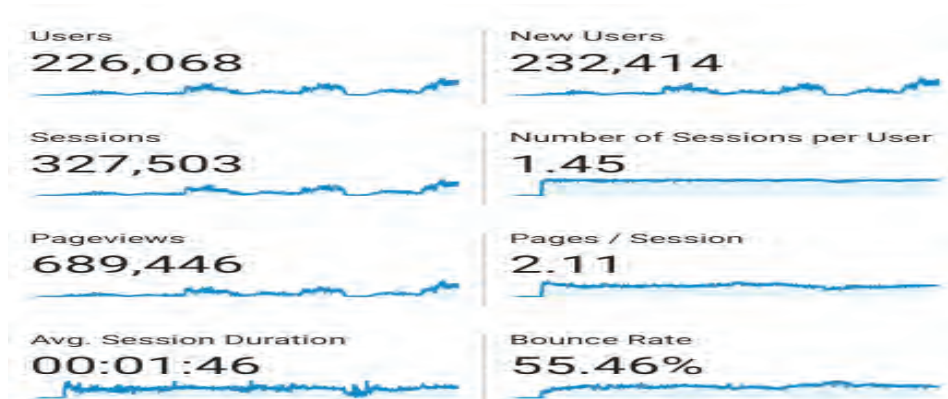 Users
226,068
New Users
232,414
Sessions
327,503
Number of Sessions per User
1.45
Pageviews
689,446
Pages / Session
2.11
Avg. Session Duration
00:01:46
Bounce Rate
55.46%